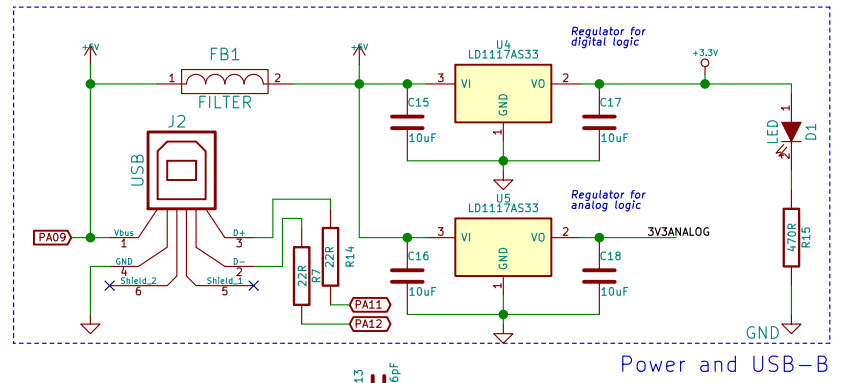 Regulator for
digital logic
+5V
FB1
1
2
FILTER
+5V
U4
LD1117AS33
3
VI
VO
2
GND
1
C15
10uF
C17
10uF
+3.3V
1
LED
D1
2
J2
USB
PA09
Vbus
1
D+
3
GND
4
D-
2
Shield_2
6
Shield_1
5
22R
R7
22R
R14
PA11
PA12
Regulator for
analog logic
U5
LD1117AS33
3
VI
VO
2
GND
1
C16
10uF
C18
10uF
3V3ANALOG
470R
R15
GND
Power and USB-B
13
6pF